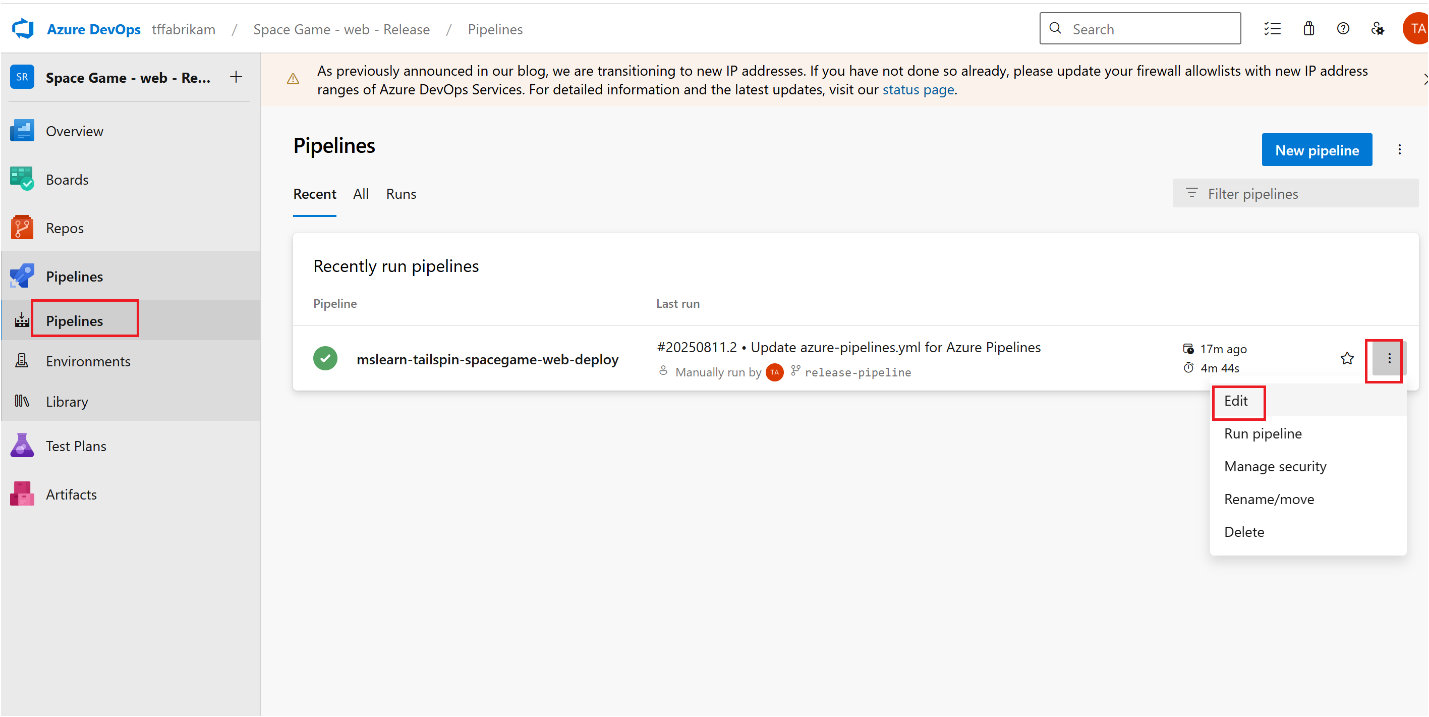 Azure DevOps tffabrikam / Space Game - web - Release / Pipelines
Search
TA
SR Space Game - web - Re... +
Overview
Boards
Repos
Pipelines
Pipelines
Environments
Library
Test Plans
Artifacts
As previously announced in our blog, we are transitioning to new IP addresses. If you have not done so already, please update your firewall allowlists with new IP address
ranges of Azure DevOps Services. For detailed information and the latest updates, visit our status page.
Pipelines
New pipeline
Recent All Runs
Filter pipelines
Recently run pipelines
Pipeline Last run
mslearn-tailspin-spacegame-web-deploy
#20250811.2 • Update azure-pipelines.yml for Azure Pipelines
Manually run by TA release-pipeline
17m ago
4m 44s
Edit
Run pipeline
Manage security
Rename/move
Delete